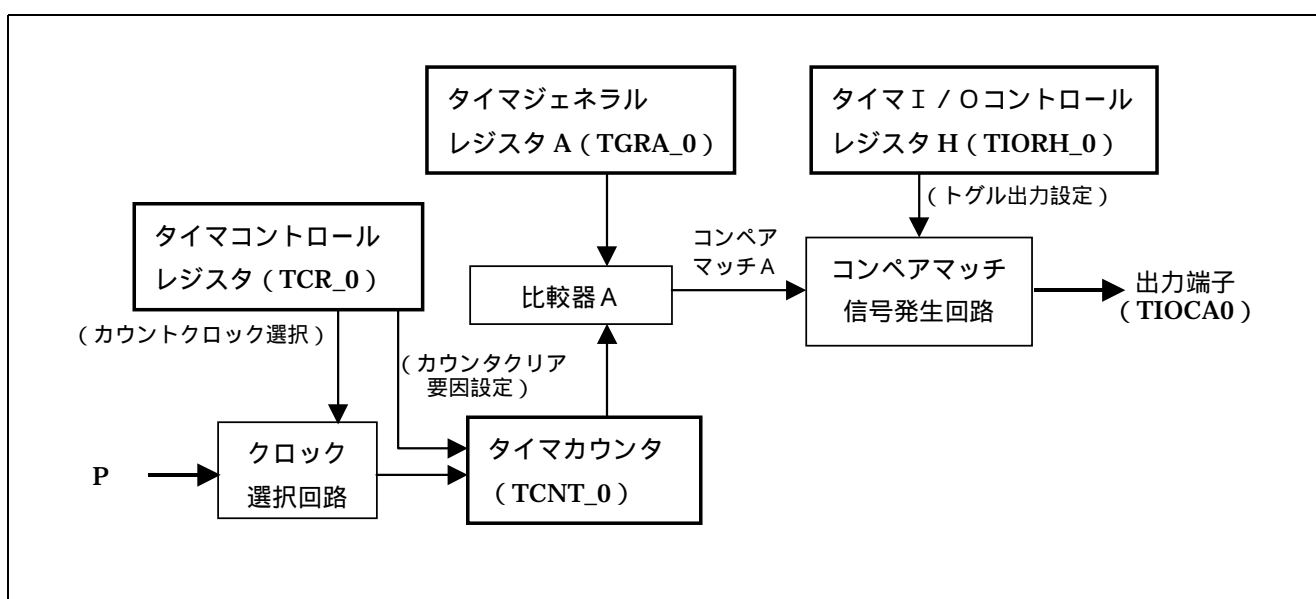 タイマジェネラル
レジスタ A ( TGRA_0 )
タイマＩ／Ｏコントロール
レジスタ H ( TIORH_0 )
( トグル出力設定 )
タイマコントロール
レジスタ ( TCR_0 )
コンペア
マッチＡ
比較器Ａ
コンペアマッチ
信号発生回路
出力端子
( TIOCA0 )
( カウントクロック選択 )
( カウンタクリア
要因設定 )
P
クロック
選択回路
タイマカウンタ
( TCNT_0 )